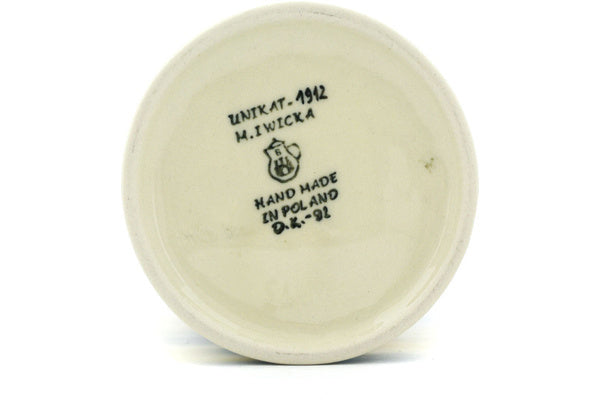 UNIKAT-1912
M.IWICKA
B
HAND MADE
IN POLAND
D.Z.-92